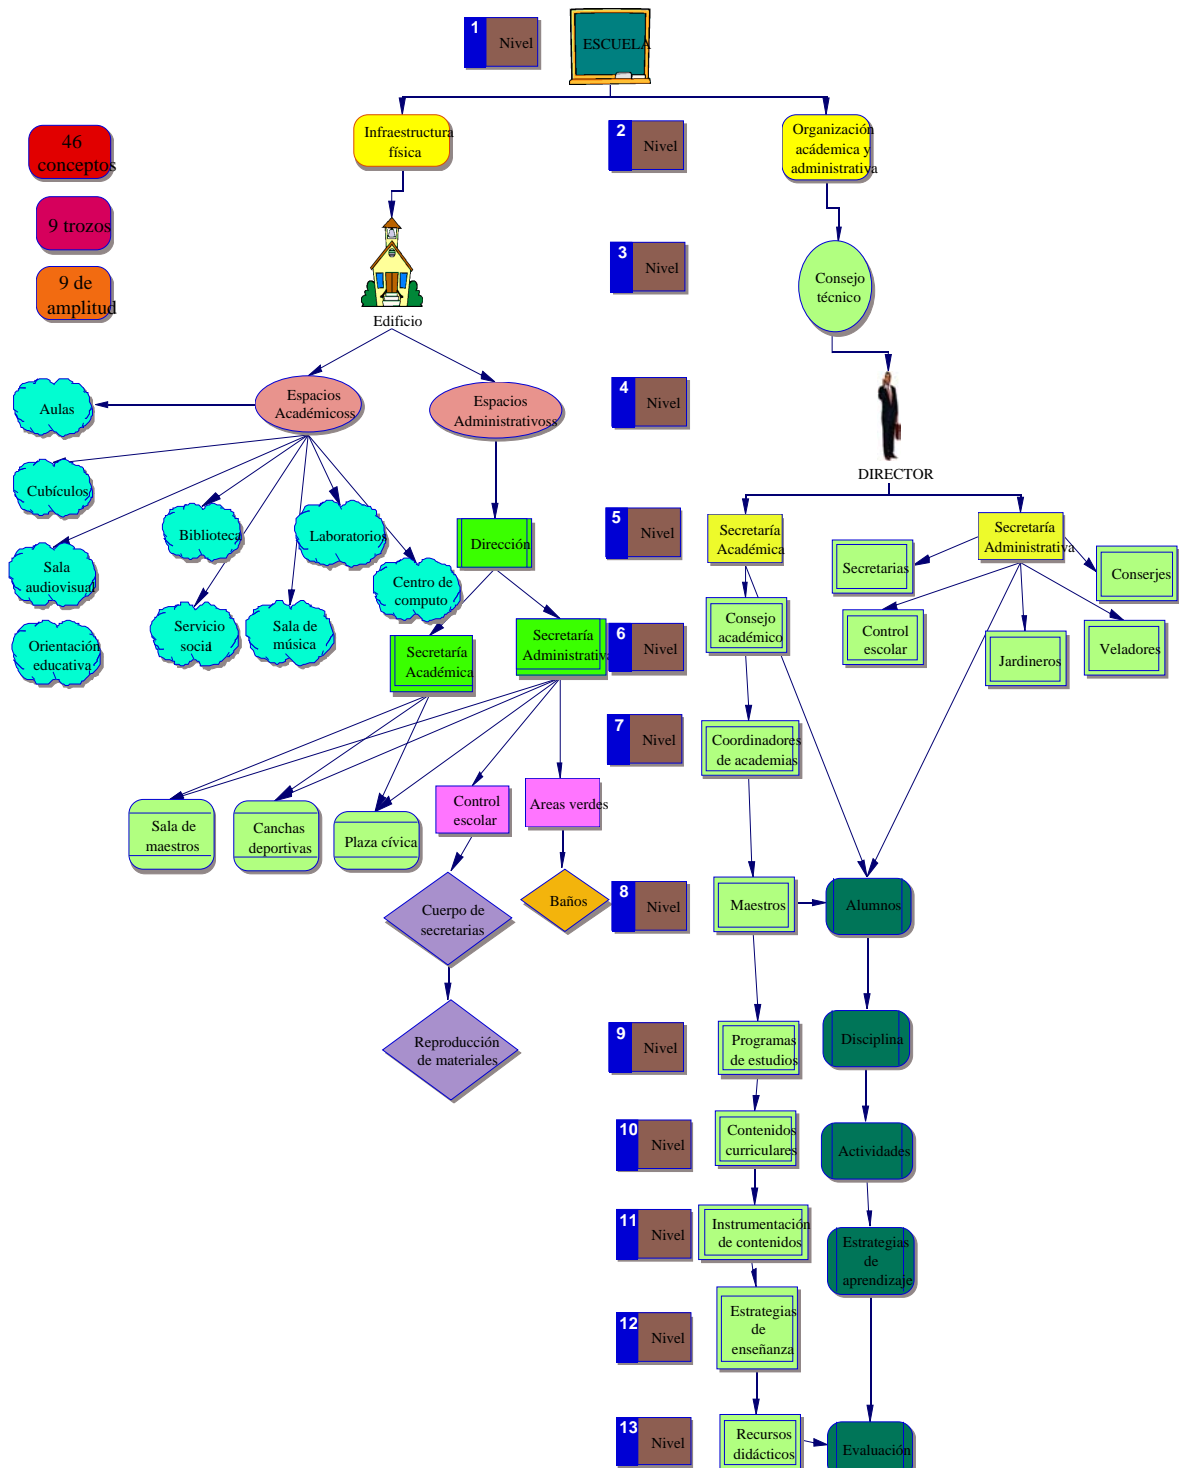 1
Nivel
ESCUELA
46
conceptos
9 trozos
9 de
amplitud
Infraestructura
física
2
Nivel
Organización
académica y
administrativa
3
Nivel
Consejo
técnico
Edificio
4
Nivel
Aulas
Espacios
Académicoss
Espacios
Administrativoss
DIRECTOR
Cubículos
Biblioteca
Laboratorios
Dirección
5
Nivel
Secretaría
Académica
Secretaría
Administrativa
Secretarias
Conserjes
Sala
audiovisual
Centro de
computo
Orientación
educativa
Servicio
social
Sala de
música
Secretaría
Académica
Secretaría
Administrativa
6
Nivel
Consejo
académico
Control
escolar
Jardineros
Veladores
7
Nivel
Coordinadores
de academias
Sala de
maestros
Canchas
deportivas
Plaza cívica
Control
escolar
Areas verdes
Cuerpo de
secretarias
Baños
8
Nivel
Maestros
Alumnos
Reproducción
de materiales
9
Nivel
Programas
de estudios
Disciplina
10
Nivel
Contenidos
curriculares
Actividades
11
Nivel
Instrumentación
de contenidos
Estrategias
de
aprendizaje
12
Nivel
Estrategias
de
enseñanza
13
Nivel
Recursos
didácticos
Evaluación